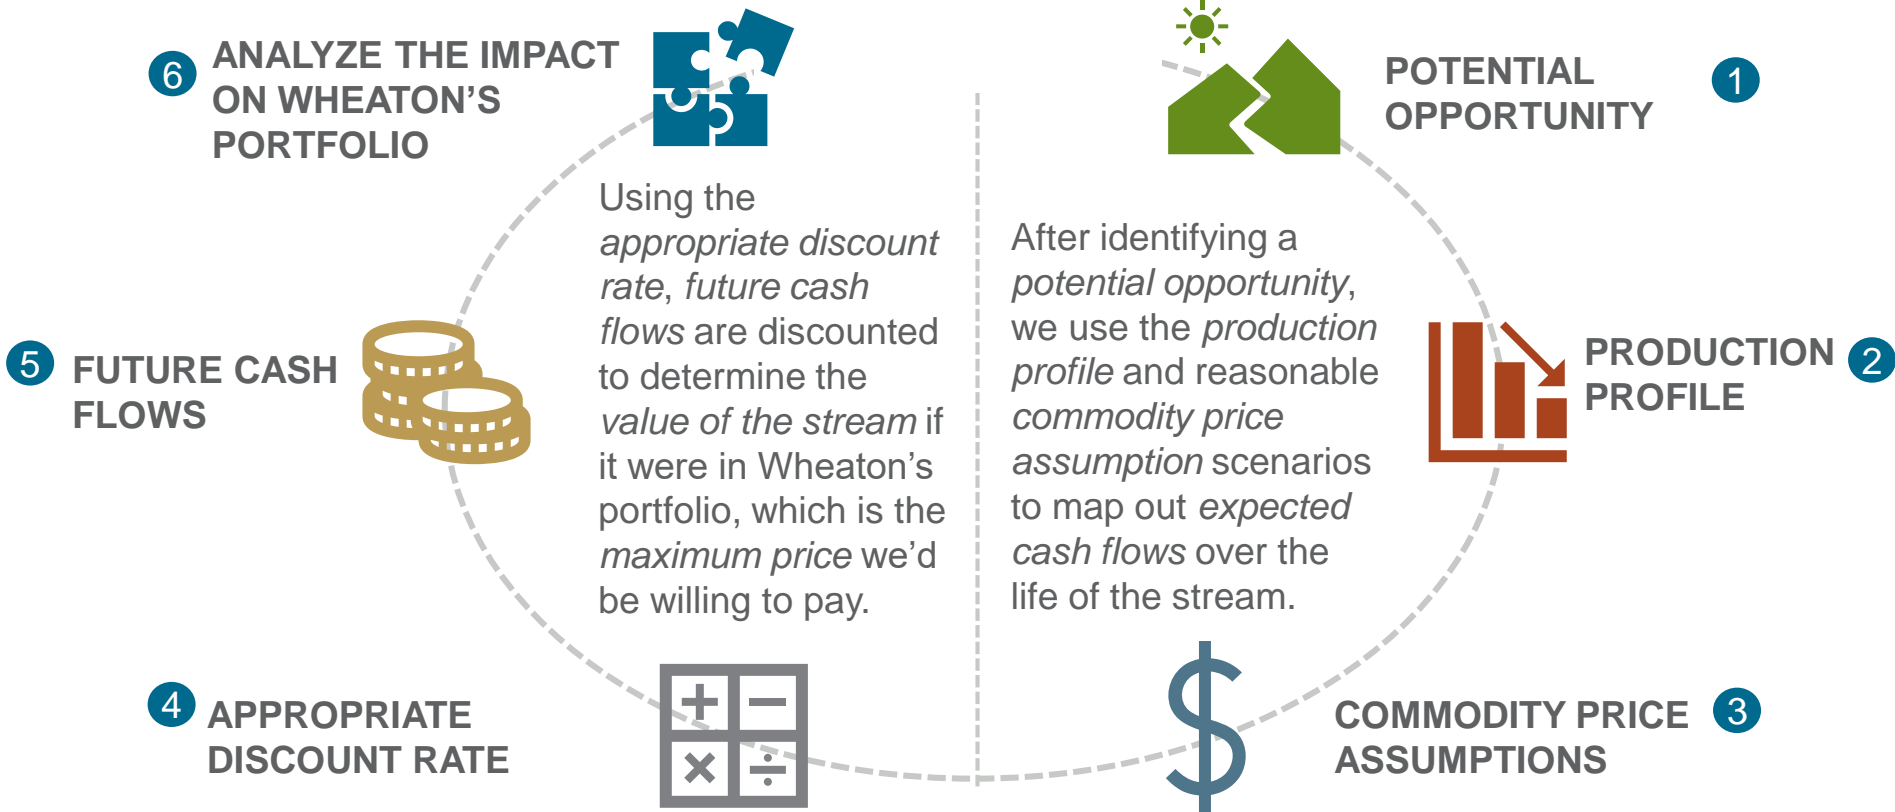 1
POTENTIAL
OPPORTUNITY
2
PRODUCTION
PROFILE
3
COMMODITY PRICE
ASSUMPTIONS
After identifying a
potential opportunity,
we use the production
profile and reasonable
commodity price
assumption scenarios
to map out expected
cash flows over the
life of the stream.
4
APPROPRIATE
DISCOUNT RATE
5
FUTURE CASH
FLOWS
6
ANALYZE THE IMPACT
ON WHEATON’S
PORTFOLIO
Using the
appropriate discount
rate, future cash
flows are discounted
to determine the
value of the stream if
it were in Wheaton’s
portfolio, which is the
maximum price we’d
be willing to pay.